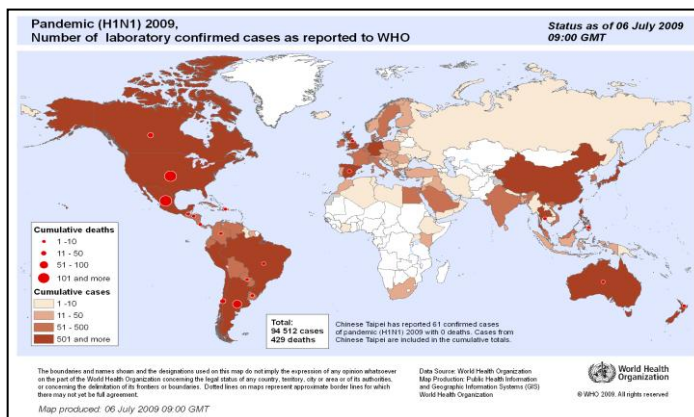 Pandemic (H1N1) 2009,
Number of laboratory confirmed cases as reported to WHO
Status as of 06 July 2009
09:00 GMT
Cumulative deaths
1 -10
11 - 50
51 - 100
101 and more
Cumulative cases
1 -10
11 - 50
51 - 500
501 and more
Total:
94 512 cases
429 deaths
Chinese Taipei has reported 61 confirmed cases
of pandemic (H1N1) 2009 with 0 deaths. Cases from
Chinese Taipei are included in the cumulative totals.
The boundaries and names shown and the designations used on this map do not imply the expression of any opinion whatsoever
on the part of the World Health Organization concerning the legal status of any country, territory, city or area or of its authorities,
or concerning the delimitation of its frontiers or boundaries. Dotted lines on maps represent approximate border lines for which
there may not yet be full agreement.
Data Source: World Health Organization
Map Production: Public Health Information
and Geographic Information Systems (GIS)
World Health Organization
World Health
Organization
© WHO 2009. All rights reserved
Map produced: 06 July 2009 09:00 GMT